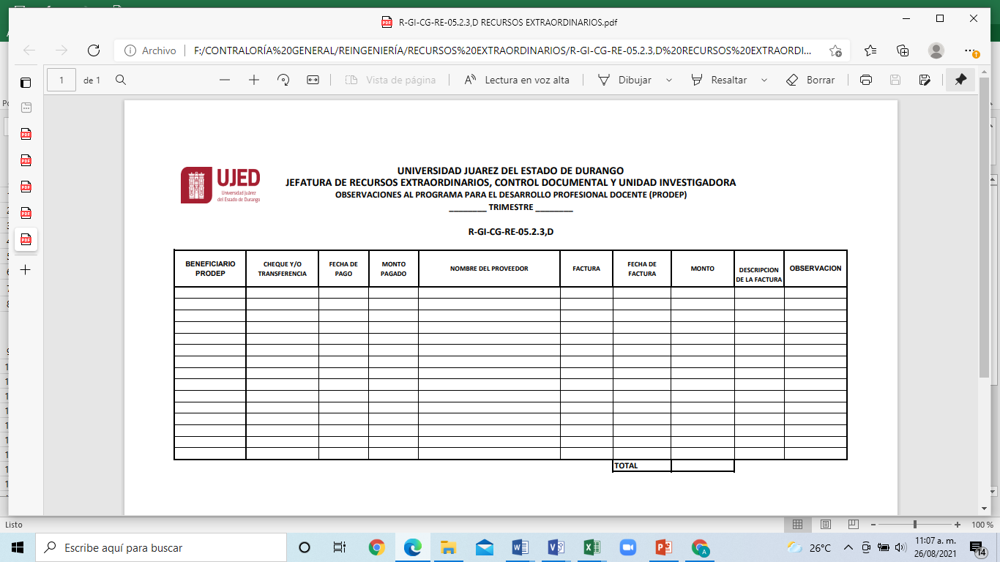 R-GI-CG-RE-05.2.3,D RECURSOS EXTRAORDINARIOS.pdf
Archivo
F:/CONTRALORÍA%20GENERAL/REINGENIERÍA/RECURSOS%20EXTRAORDINARIOS/R-GI-CG-RE-05.2.3,D%20RECURSOS%20EXTRAORDI...
1 de 1
Vista de página
Lectura en voz alta
Dibujar
Resaltar
Borrar
UJED
Universidad Juárez
del Estado de Durango
UNIVERSIDAD JUAREZ DEL ESTADO DE DURANGO
JEFATURA DE RECURSOS EXTRAORDINARIOS, CONTROL DOCUMENTAL Y UNIDAD INVESTIGADORA
OBSERVACIONES AL PROGRAMA PARA EL DESARROLLO PROFESIONAL DOCENTE (PRODEP)
________ TRIMESTRE ________
R-GI-CG-RE-05.2.3,D
BENEFICIARIO
PRODEP
CHEQUE Y/O
TRANSFERENCIA
FECHA DE
PAGO
MONTO
PAGADO
NOMBRE DEL PROVEEDOR
FACTURA
FECHA DE
FACTURA
MONTO
DESCRIPCION
DE LA FACTURA
OBSERVACION
TOTAL
Listo
100 %
Escribe aquí para buscar
26°C
11:07 a. m.
26/08/2021
14